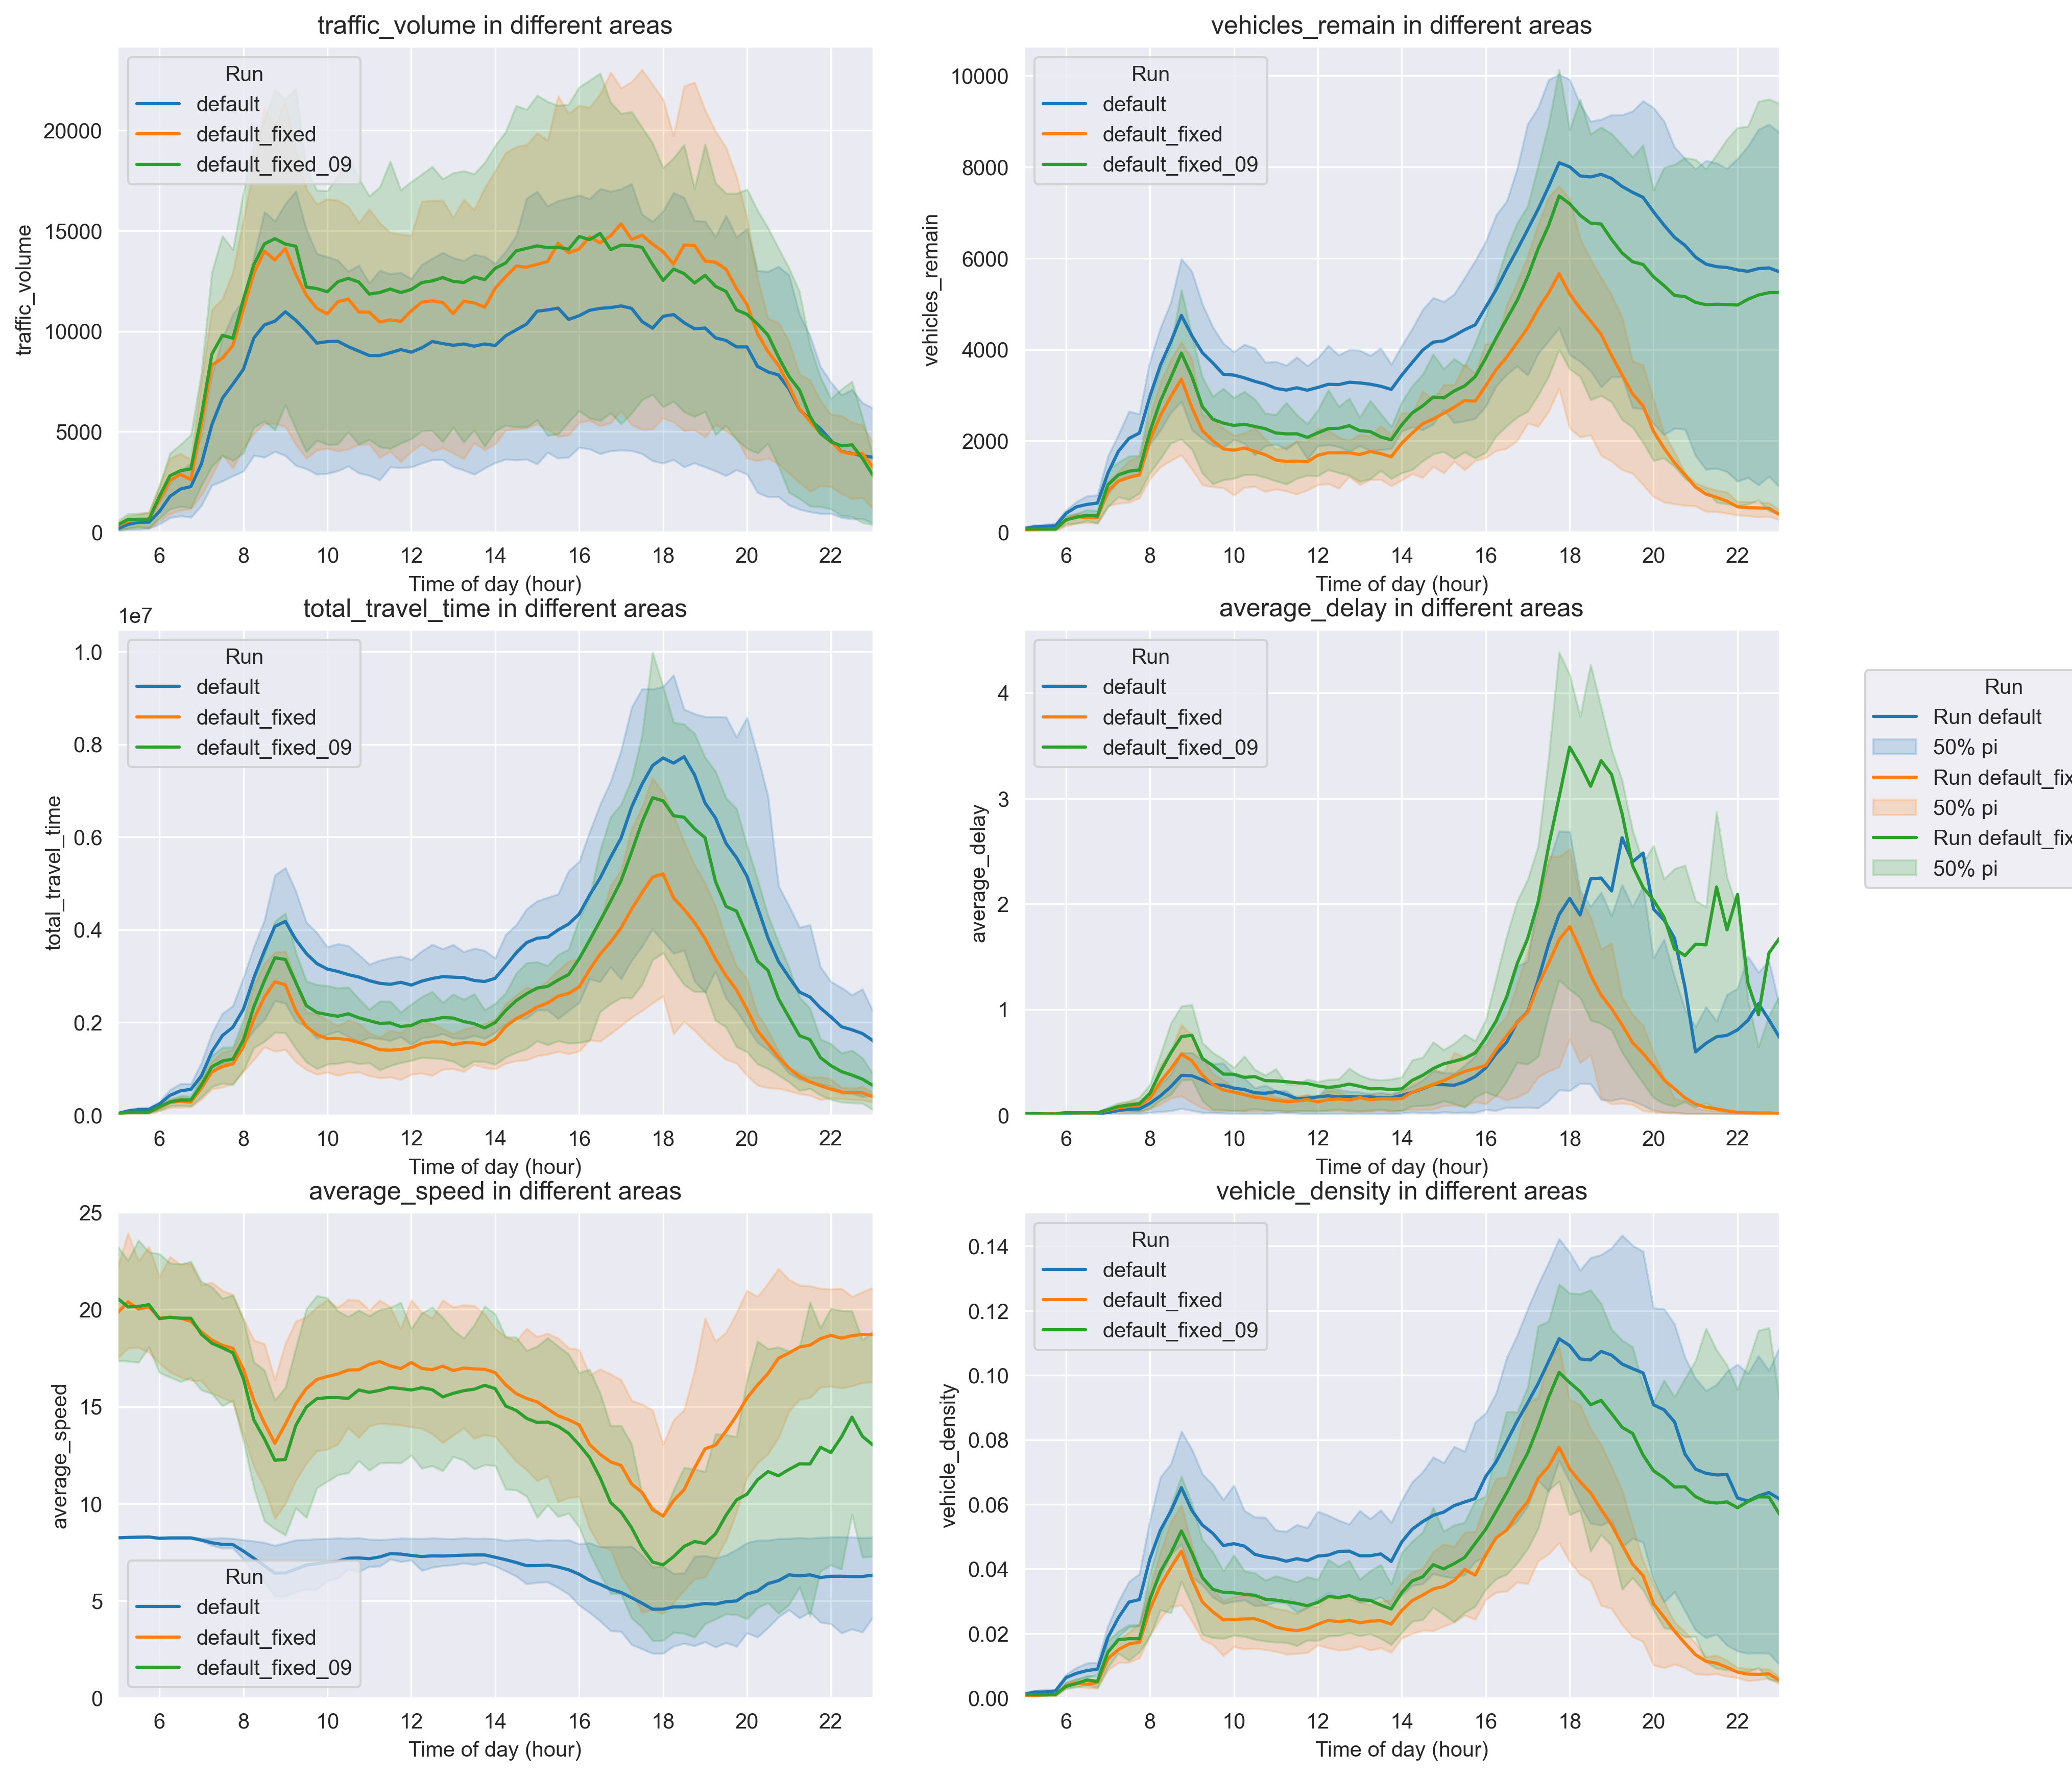 traffic_volume in different areas
traffic_volume
20000
15000
10000
5000
0
Run
default
default_fixed
default_fixed_09
6 8 10 12 14 16 18 20 22
Time of day (hour)
vehicles_remain in different areas
vehicles_remain
10000
8000
6000
4000
2000
0
Run
default
default_fixed
default_fixed_09
6 8 10 12 14 16 18 20 22
Time of day (hour)
total_travel_time in different areas
1e7
total_travel_time
1.0
0.8
0.6
0.4
0.2
0.0
Run
default
default_fixed
default_fixed_09
6 8 10 12 14 16 18 20 22
Time of day (hour)
average_delay in different areas
average_delay
4
3
2
1
0
Run
default
default_fixed
default_fixed_09
6 8 10 12 14 16 18 20 22
Time of day (hour)
Run
Run default
50% pi
Run default_fix
50% pi
Run default_fix
50% pi
average_speed in different areas
average_speed
25
20
15
10
5
0
Run
default
default_fixed
default_fixed_09
6 8 10 12 14 16 18 20 22
Time of day (hour)
vehicle_density in different areas
vehicle_density
0.14
0.12
0.10
0.08
0.06
0.04
0.02
0.00
Run
default
default_fixed
default_fixed_09
6 8 10 12 14 16 18 20 22
Time of day (hour)